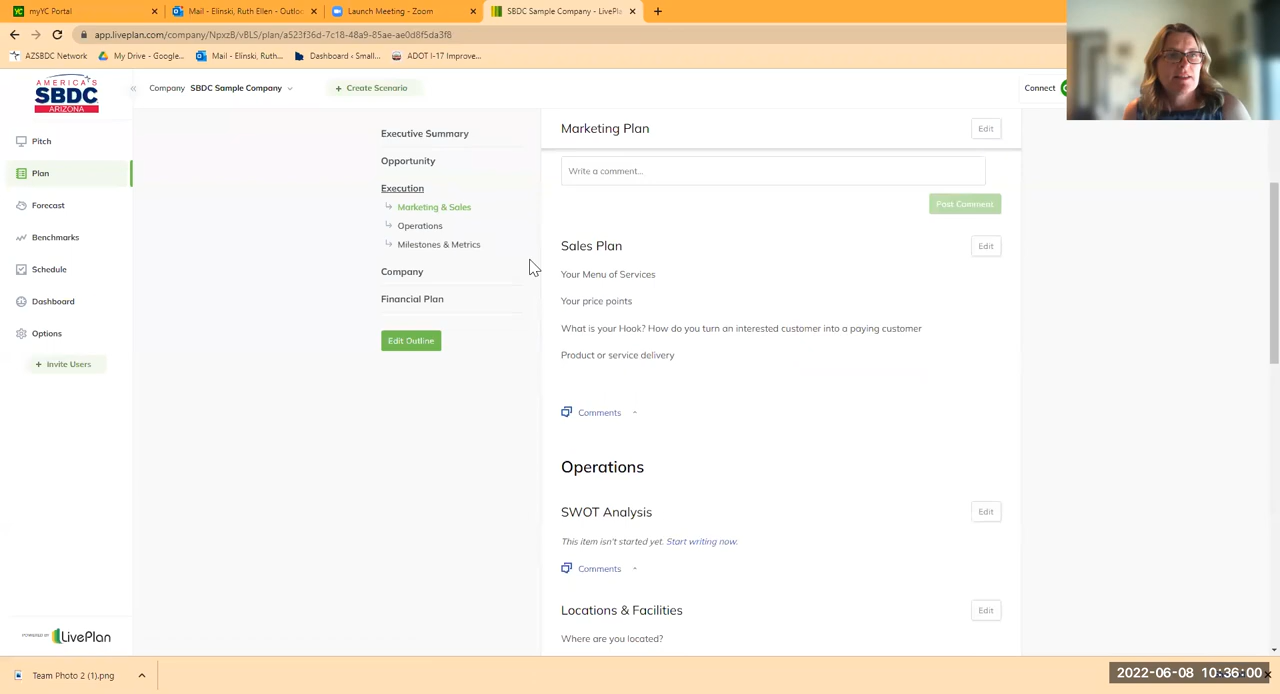 myYC Portal
Mail - Elinski, Ruth Ellen - Outloo
Launch Meeting - Zoom
SBDC Sample Company - LivePla
app.liveplan.com/company/NpxzB/vBLS/plan/a523f36d-7c18-48a9-85ae-ae0d8f5da3f8
AZSBDC Network
My Drive - Google...
Mail - Elinski, Ruth...
Dashboard < Small...
ADOT I-17 Improve...
AMERICA'S
SBDC
ARIZONA
Company SBDC Sample Company
+ Create Scenario
Connect
Pitch
Plan
Forecast
Benchmarks
Schedule
Dashboard
Options
+ Invite Users
POWERED BY LivePlan
Executive Summary
Opportunity
Execution
Marketing & Sales
Operations
Milestones & Metrics
Company
Financial Plan
Edit Outline
Marketing Plan
Edit
Write a comment...
Post Comment
Sales Plan
Edit
Your Menu of Services
Your price points
What is your Hook? How do you turn an interested customer into a paying customer
Product or service delivery
Comments
Operations
SWOT Analysis
Edit
This item isn't started yet. Start writing now.
Comments
Locations & Facilities
Edit
Where are you located?
Team Photo 2 (1).png
2022-06-08 10:36:00